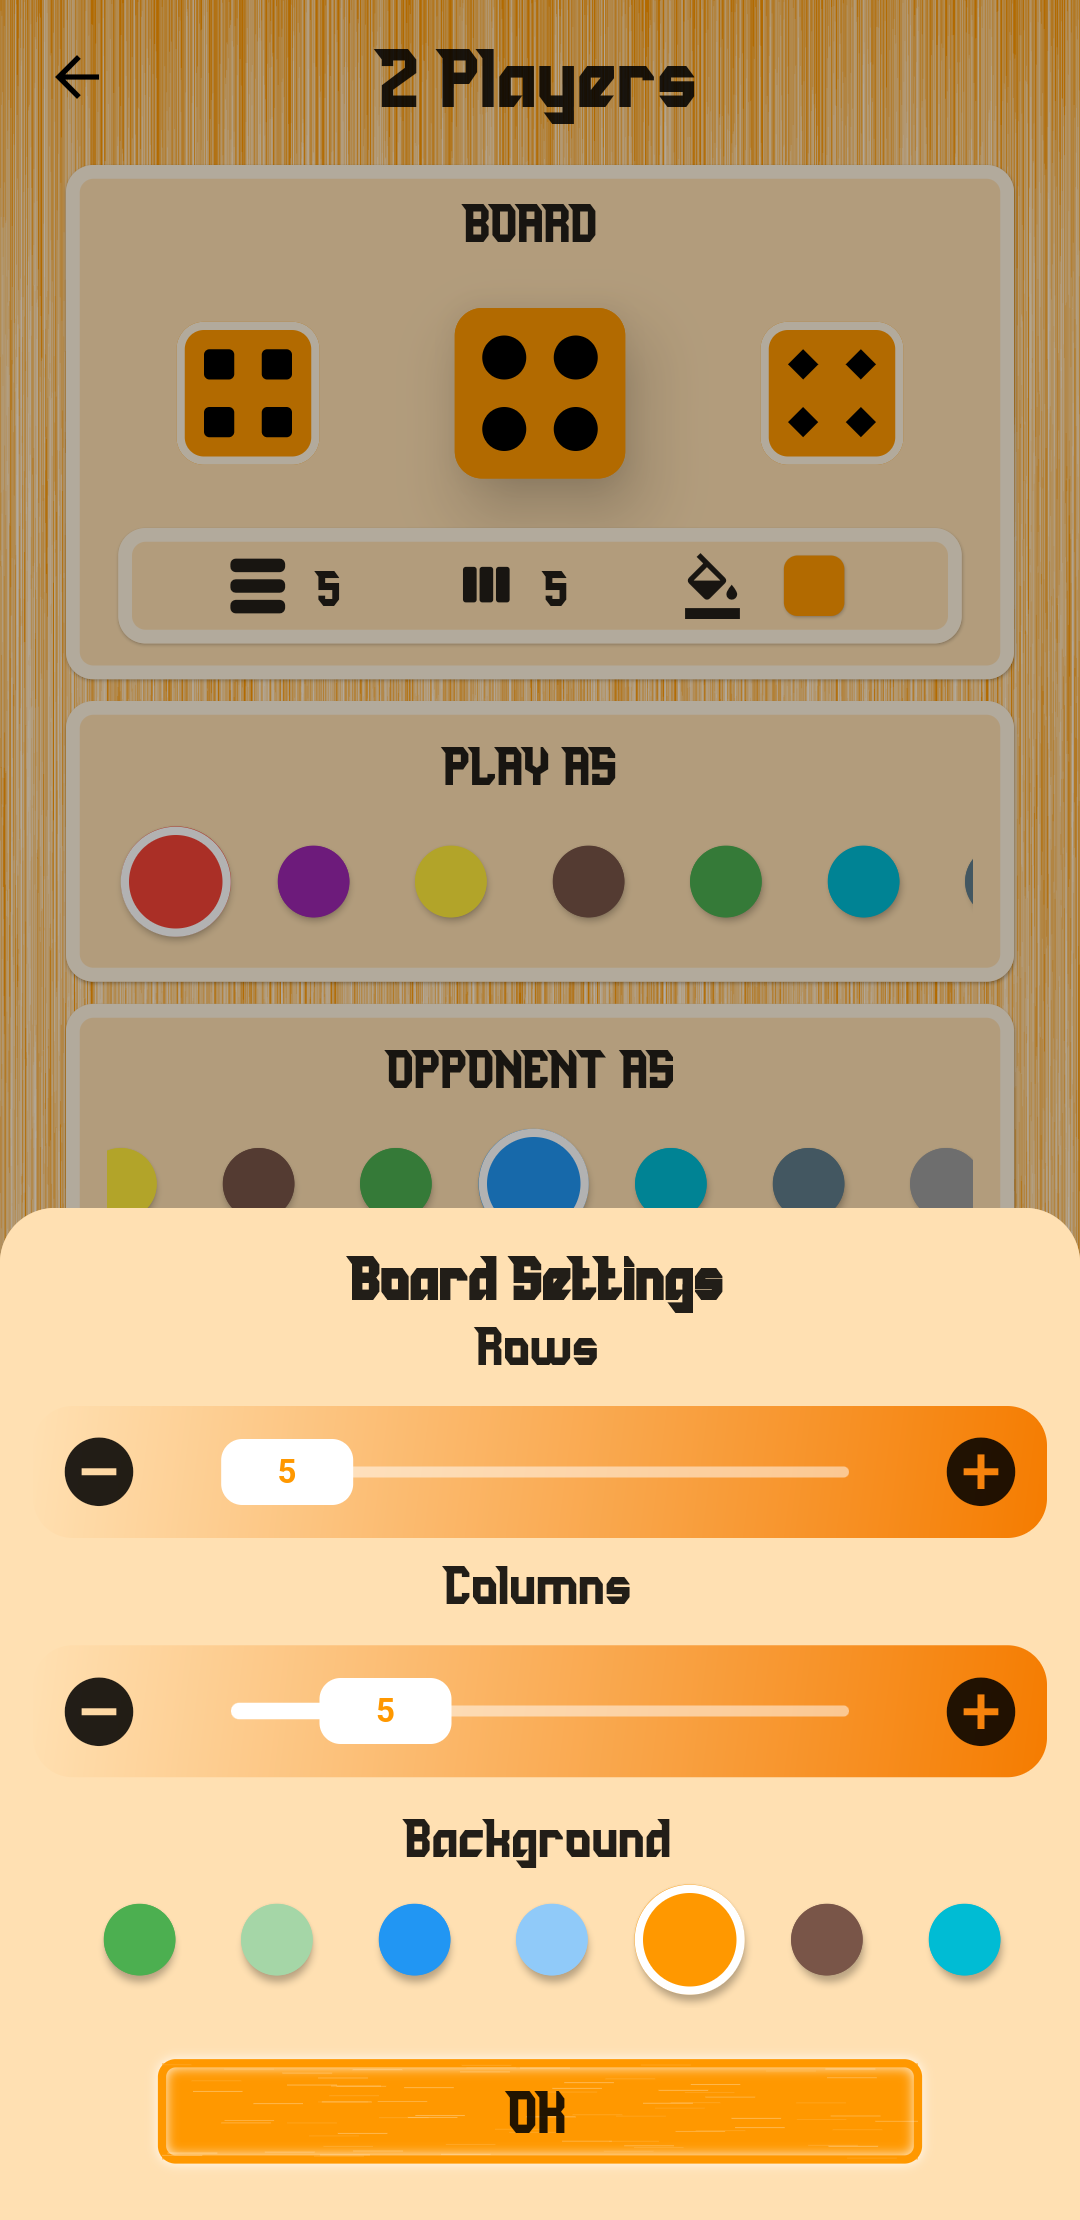 2 Players
BOARD
5 5
PLAY AS
OPPONENT AS
Board Settings
Rows
5
Columns
5
Background
OK